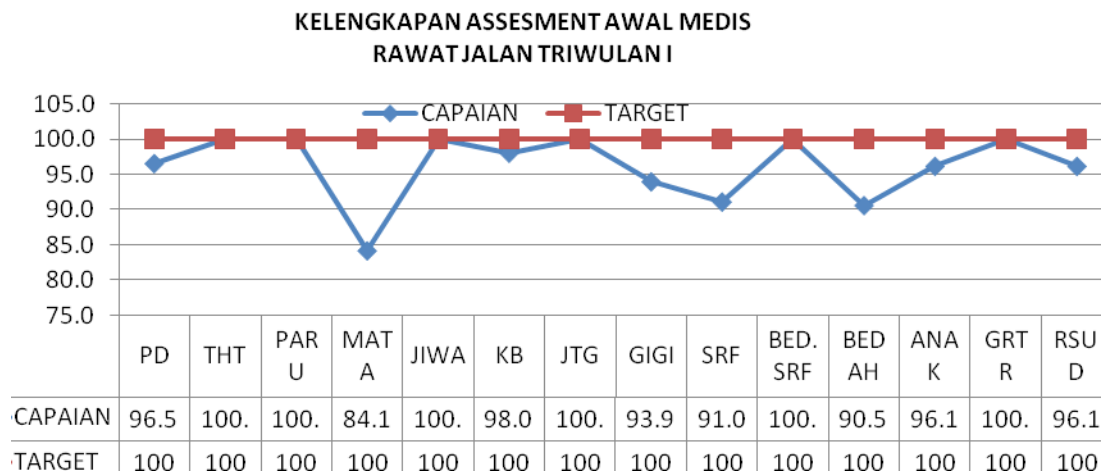 KELENGKAPAN ASSESMENT AWAL MEDIS
RAWAT JALAN TRIWULAN I
CAPAIAN TARGET
105.0
100.0
95.0
90.0
85.0
80.0
75.0
PD THT PAR U MAT A JIWA KB JTG GIGI SRF BED. SRF BED AH ANA K GRT R RSU D
CAPAIAN 96.5 100. 100. 84.1 100. 98.0 100. 93.9 91.0 100. 90.5 96.1 100. 96.1
TARGET 100 100 100 100 100 100 100 100 100 100 100 100 100 100